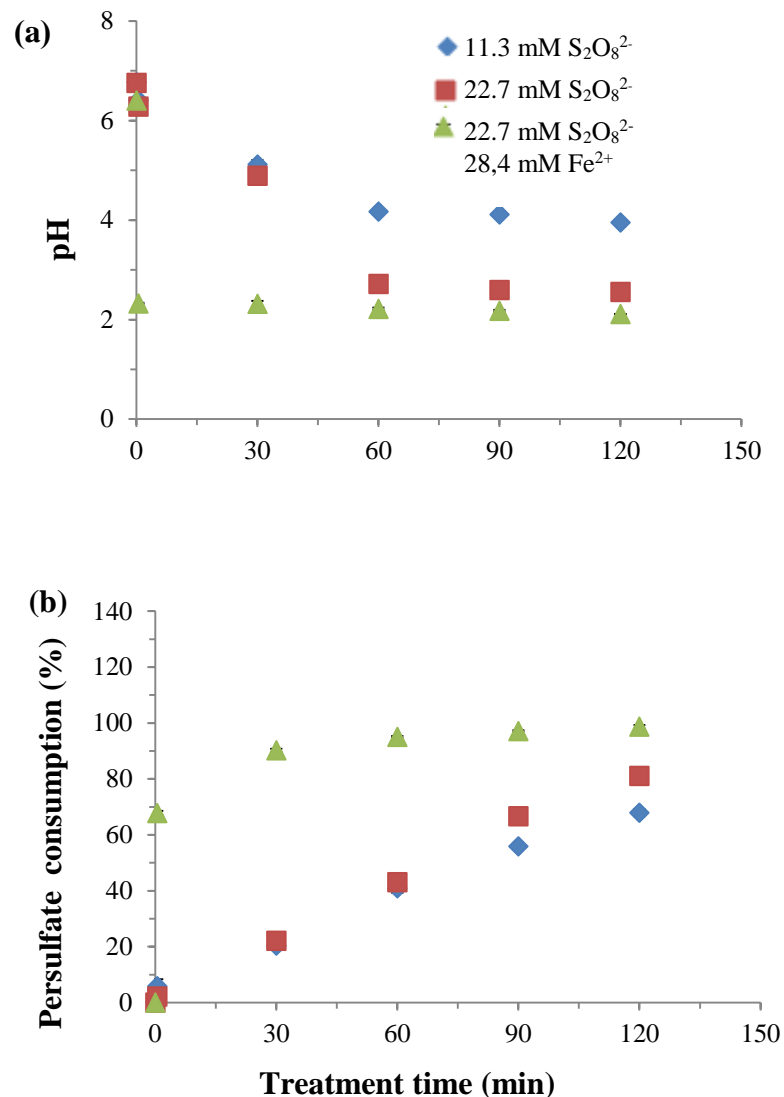 (a)
8
6
4
2
0
pH
11.3 mM S₂O₈²⁻
22.7 mM S₂O₈²⁻
22.7 mM S₂O₈²⁻
28,4 mM Fe²⁺
0 30 60 90 120 150
(b)
140
120
100
80
60
40
20
0
Persulfate consumption (%)
0 30 60 90 120 150
Treatment time (min)